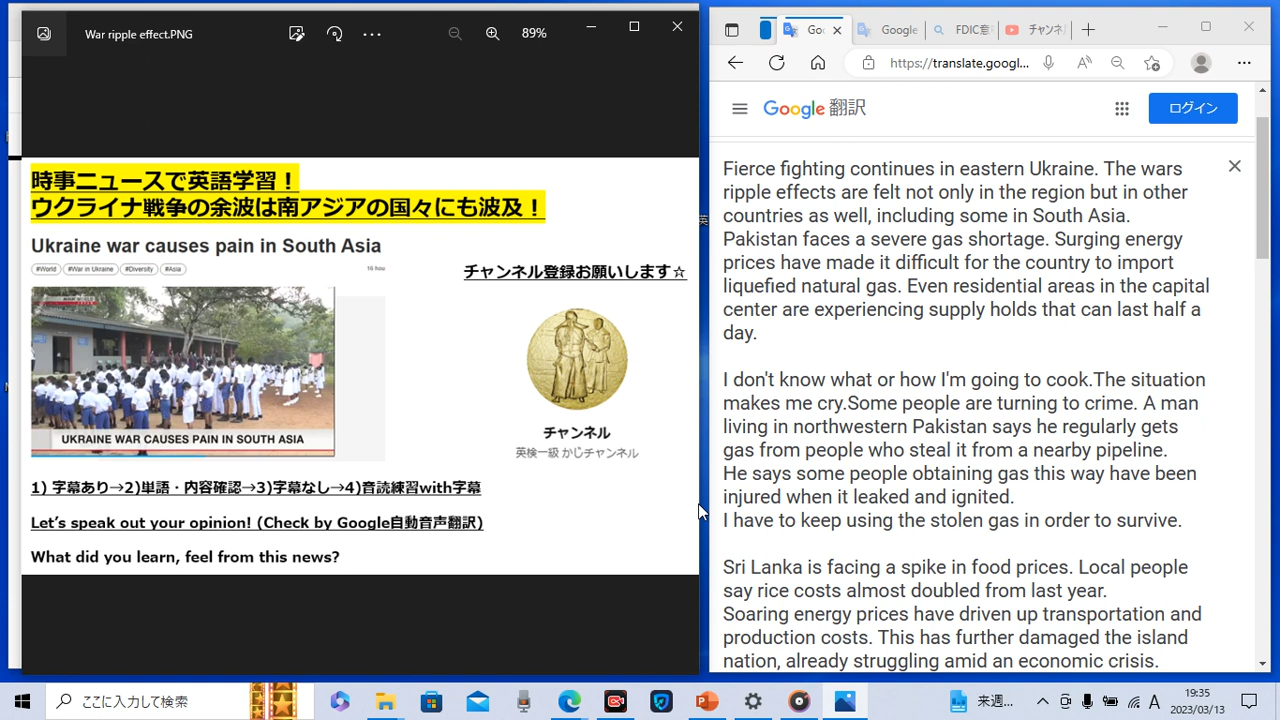 War ripple effect.PNG
89%
時事ニュースで英語学習！
ウクライナ戦争の余波は南アジアの国々にも波及！
Ukraine war causes pain in South Asia
#World #War in Ukraine #Diversity #Asia
チャンネル登録お願いします☆
UKRAINE WAR CAUSES PAIN IN SOUTH ASIA
チャンネル
英検一級 かじチャンネル
1) 字幕あり→2)単語・内容確認→3)字幕なし→4)音読練習with字幕
Let's speak out your opinion! (Check by Google自動音声翻訳)
What did you learn, feel from this news?
Goo
Google
FDIC意
チャンネ
https://translate.googl...
Google 翻訳
ログイン
Fierce fighting continues in eastern Ukraine. The wars
ripple effects are felt not only in the region but in other
countries as well, including some in South Asia.
Pakistan faces a severe gas shortage. Surging energy
prices have made it difficult for the country to import
liquefied natural gas. Even residential areas in the capital
center are experiencing supply holds that can last half a
day.
I don't know what or how I'm going to cook.The situation
makes me cry.Some people are turning to crime. A man
living in northwestern Pakistan says he regularly gets
gas from people who steal it from a nearby pipeline.
He says some people obtaining gas this way have been
injured when it leaked and ignited.
I have to keep using the stolen gas in order to survive.
Sri Lanka is facing a spike in food prices. Local people
say rice costs almost doubled from last year.
Soaring energy prices have driven up transportation and
production costs. This has further damaged the island
nation, already struggling amid an economic crisis.
ここに入力して検索
来週...
A
19:35
2023/03/13